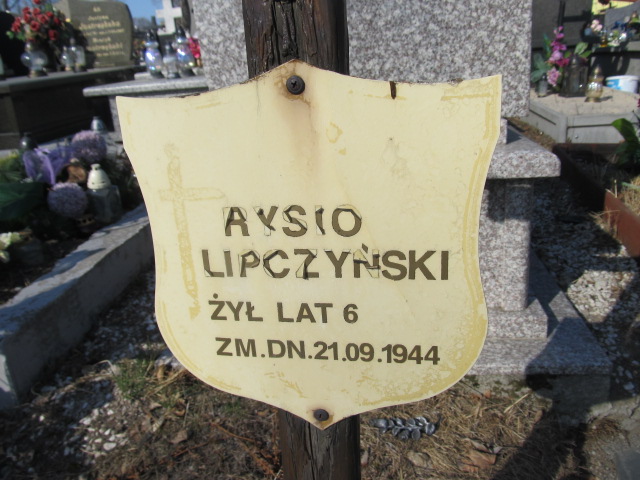 RYSIO
LIPCZYŃSKI
ŻYŁ LAT 6
ZM.DN.21.09.1944